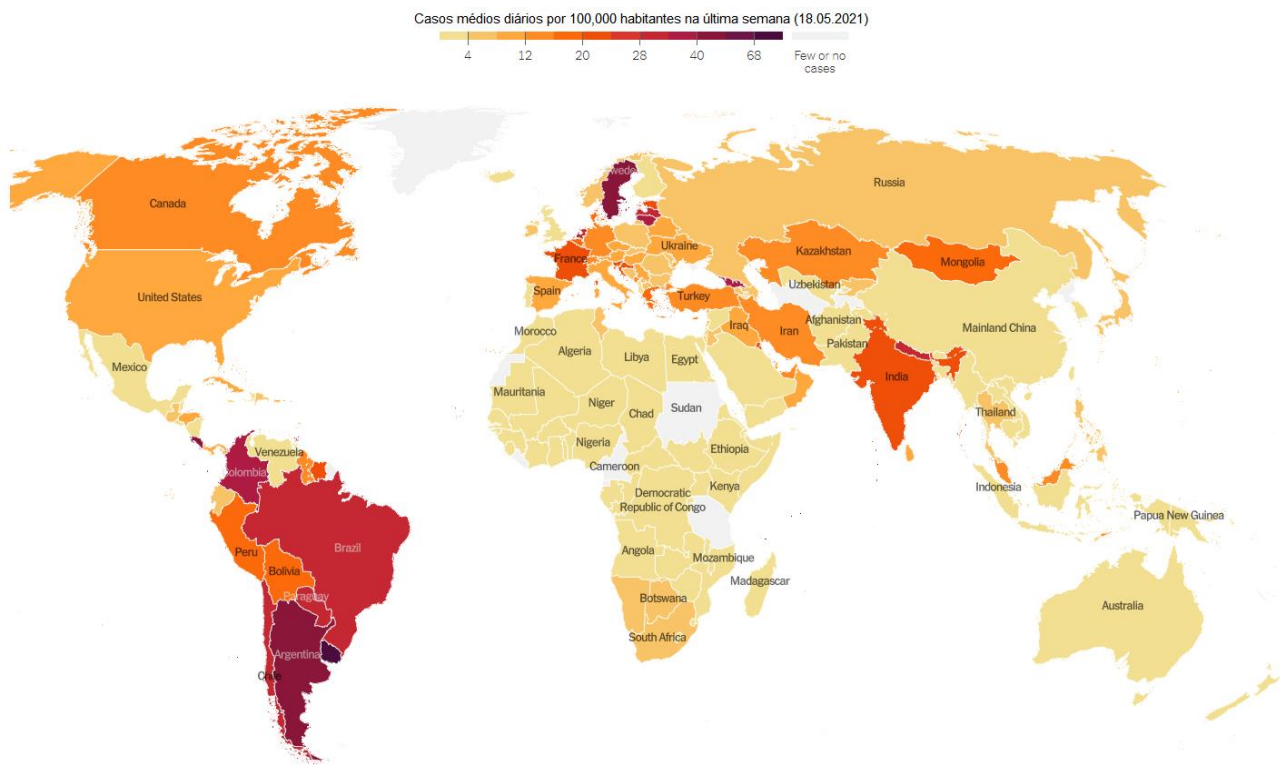 Casos médios diários por 100,000 habitantes na última semana (18.05.2021)
4 12 20 28 40 68 Few or no
cases
Sweden
Russia
Canada
Ukraine
France
Kazakhstan
Mongolia
Spain
Turkey
Uzbekistan
United States
Afghanistan
Iraq
Iran
Mainland China
Morocco
Pakistan
Algeria
Libya
Egypt
Mexico
India
Mauritania
Niger
Sudan
Chad
Thailand
Nigeria
Ethiopia
Venezuela
Cameroon
Colombia
Kenya
Indonesia
Democratic
Republic of Congo
Papua New Guinea
Brazil
Peru
Angola
Mozambique
Bolivia
Madagascar
Paraguay
Botswana
Australia
South Africa
Argentina
Chile